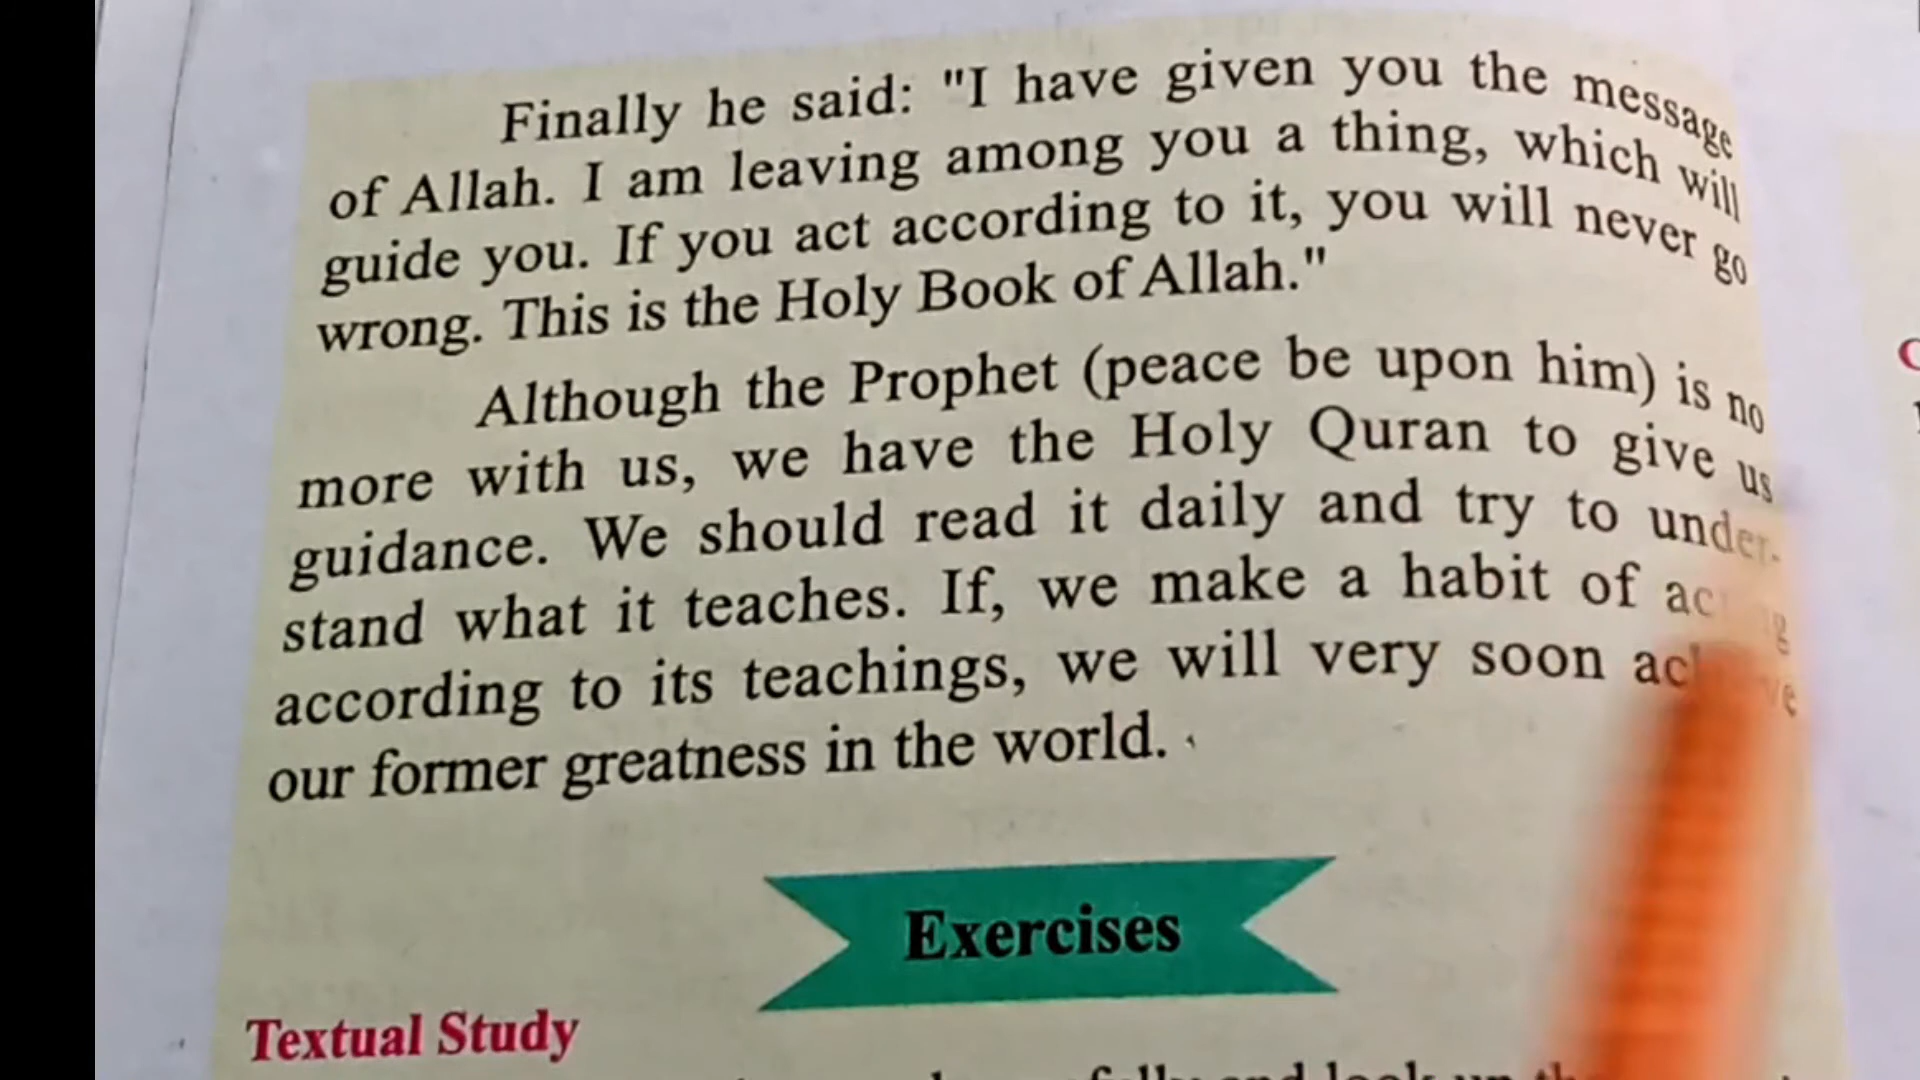 Finally he said: "I have given you the message
of Allah. I am leaving among you a thing, which will
guide you. If you act according to it, you will never go
wrong. This is the Holy Book of Allah."
Although the Prophet (peace be upon him) is no
more with us, we have the Holy Quran to give us
guidance. We should read it daily and try to under-
stand what it teaches. If, we make a habit of
according to its teachings, we will very soon
our former greatness in the world.
Exercises
Textual Study
and look up